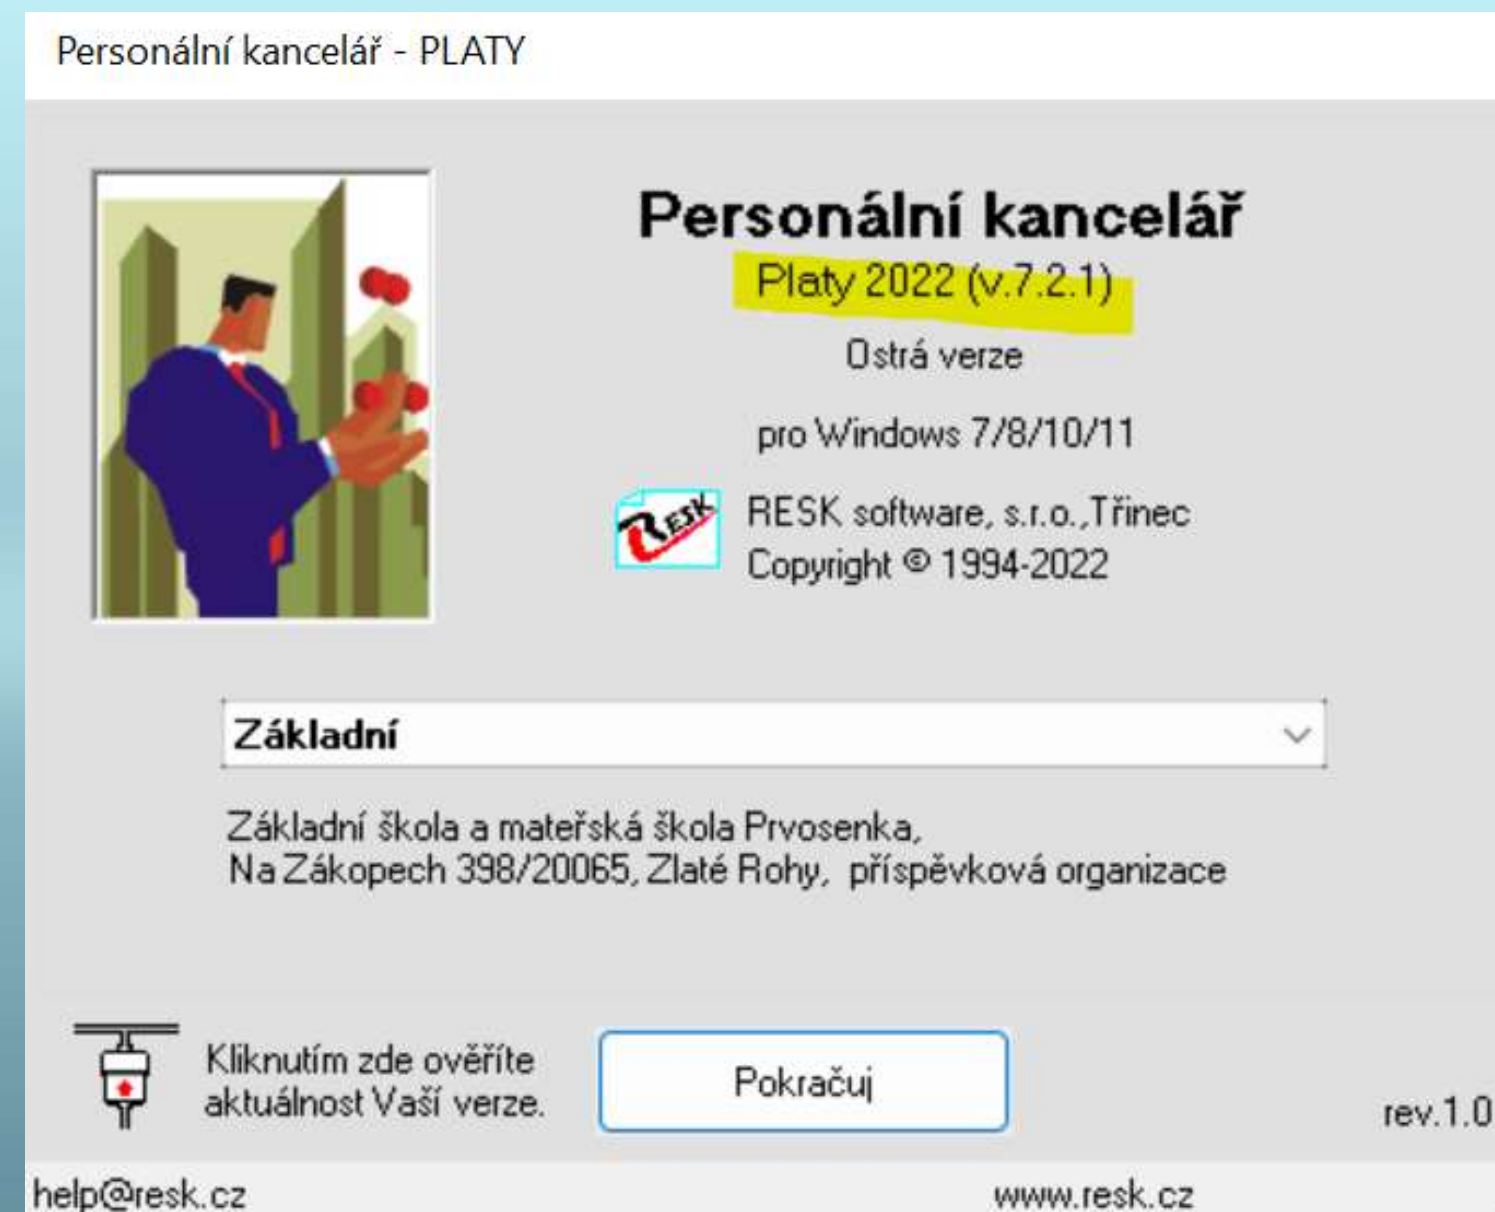 Personální kancelář - PLATY
Personální kancelář
Platy 2022 (v.7.2.1)
Ostrá verze
pro Windows 7/8/10/11
RESK
RESK software, s.r.o.,Třinec
Copyright © 1994-2022
Základní
Základní škola a mateřská škola Prvosenka,
Na Zákopech 398/20065, Zlaté Rohy, příspěvková organizace
Kliknutím zde ověříte
aktuálnost Vaší verze.
Pokračuj
rev.1.0
help@resk.cz
www.resk.cz